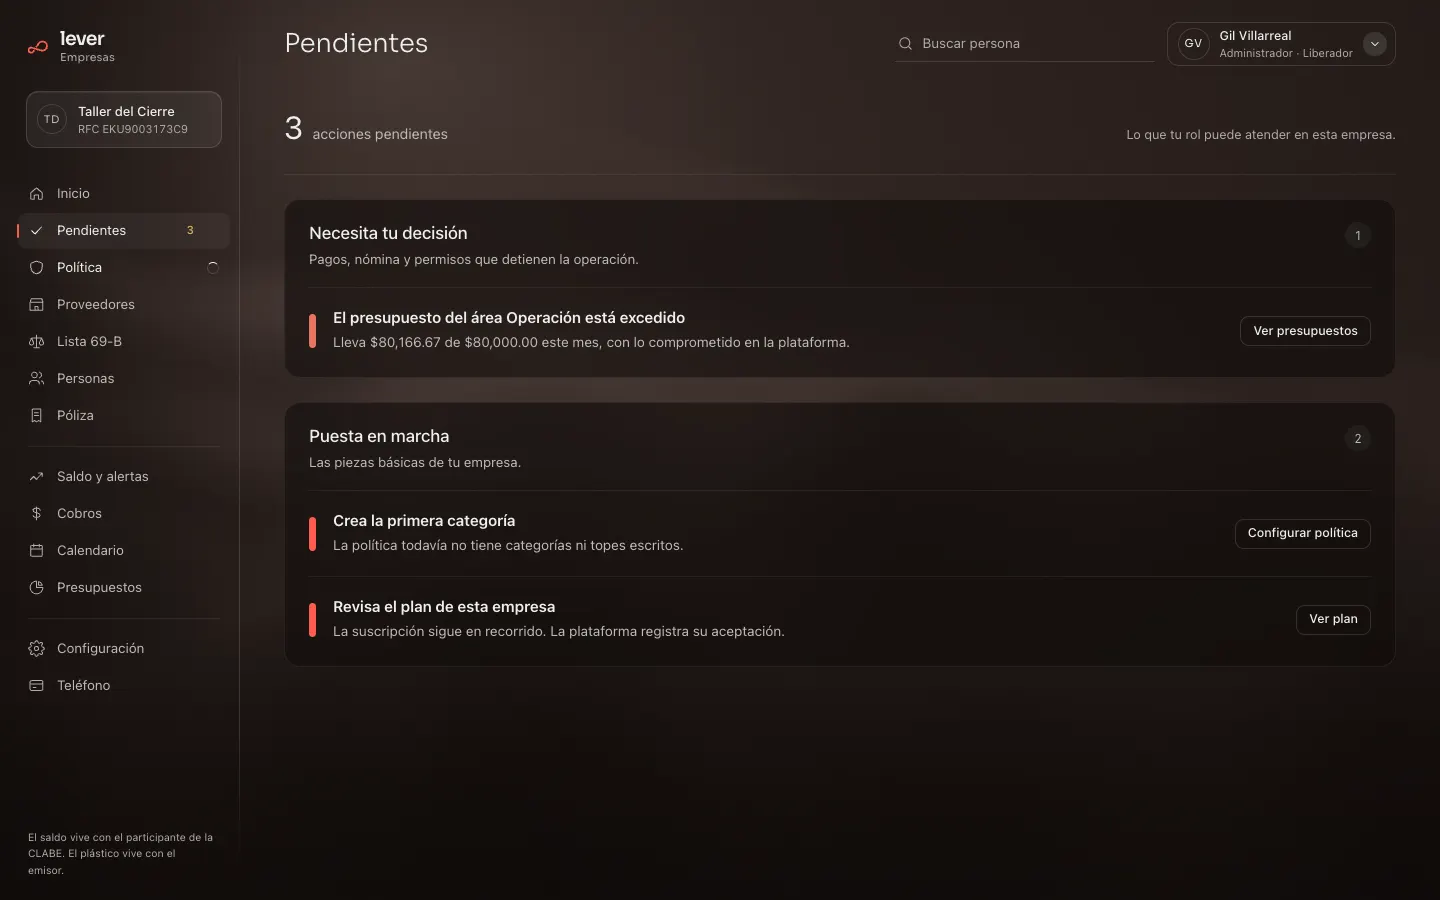 lever
Empresas
TD
Taller del Cierre
RFC EKU9003173C9
Inicio
Pendientes 3
Política
Proveedores
Lista 69-B
Personas
Póliza
Saldo y alertas
Cobros
Calendario
Presupuestos
Configuración
Teléfono
El saldo vive con el participante de la
CLABE. El plástico vive con el
emisor.
Pendientes
Buscar persona
GV
Gil Villarreal
Administrador · Liberador
3 acciones pendientes
Lo que tu rol puede atender en esta empresa.
Necesita tu decisión
1
Pagos, nómina y permisos que detienen la operación.
El presupuesto del área Operación está excedido
Lleva $80,166.67 de $80,000.00 este mes, con lo comprometido en la plataforma.
Ver presupuestos
Puesta en marcha
2
Las piezas básicas de tu empresa.
Crea la primera categoría
La política todavía no tiene categorías ni topes escritos.
Configurar política
Revisa el plan de esta empresa
La suscripción sigue en recorrido. La plataforma registra su aceptación.
Ver plan